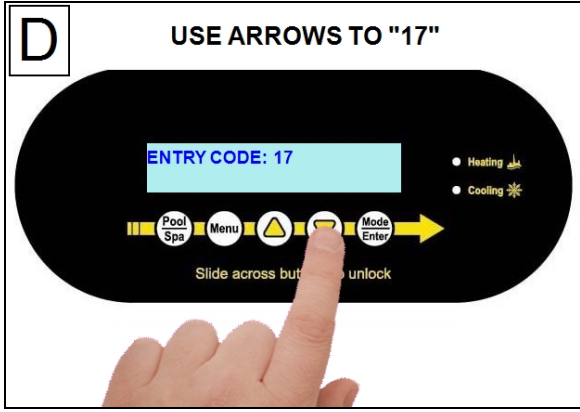 D
USE ARROWS TO "17"
ENTRY CODE: 17
Heating
Cooling
Pool Spa
Menu
Mode Enter
Slide across but o unlock